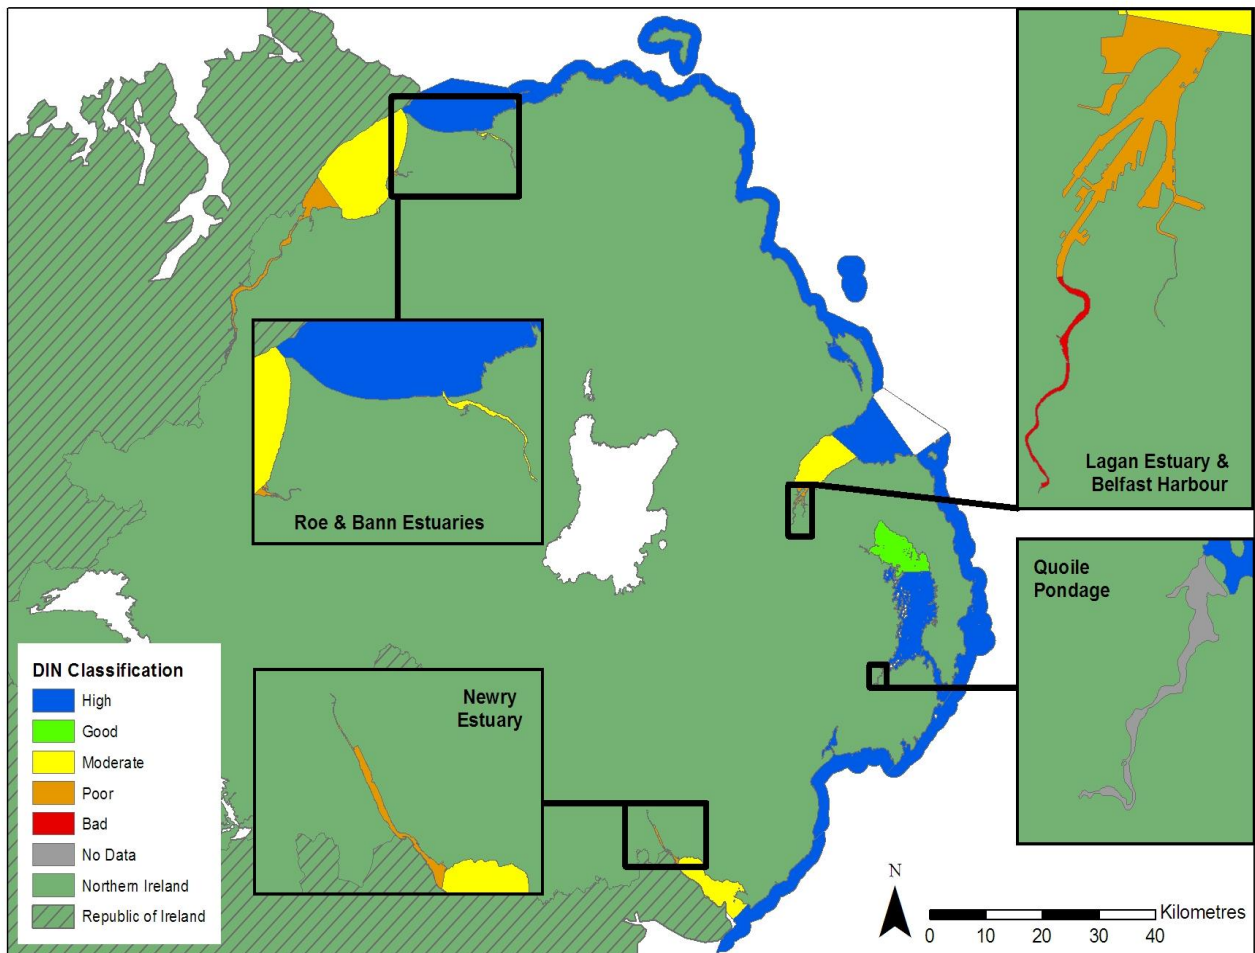 Lagan Estuary &
Belfast Harbour
Roe & Bann Estuaries
Quoile
Pondage
Newry
Estuary
DIN Classification
High
Good
Moderate
Poor
Bad
No Data
Northern Ireland
Republic of Ireland
N
Kilometres
0 10 20 30 40